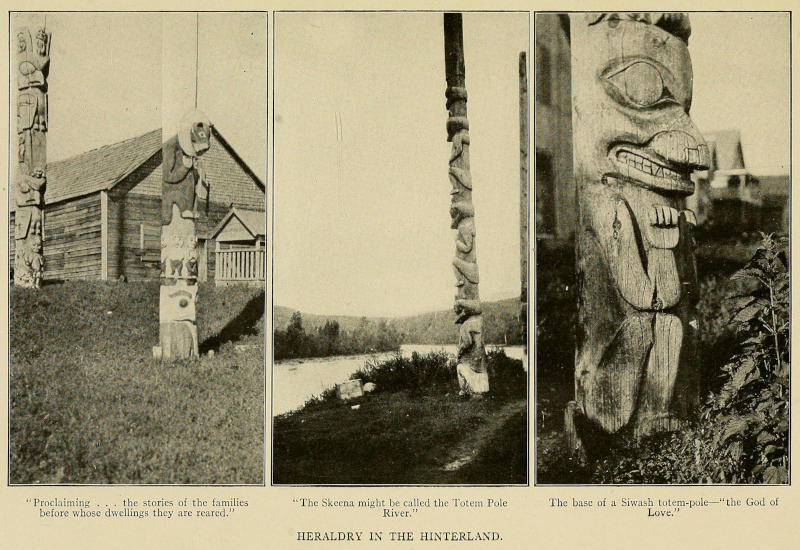 "Proclaiming . . . the stories of the families
before whose dwellings they are reared."
"The Skeena might be called the Totem Pole
River."
The base of a Siwash totem-pole—"the God of
Love."
HERALDRY IN THE HINTERLAND.